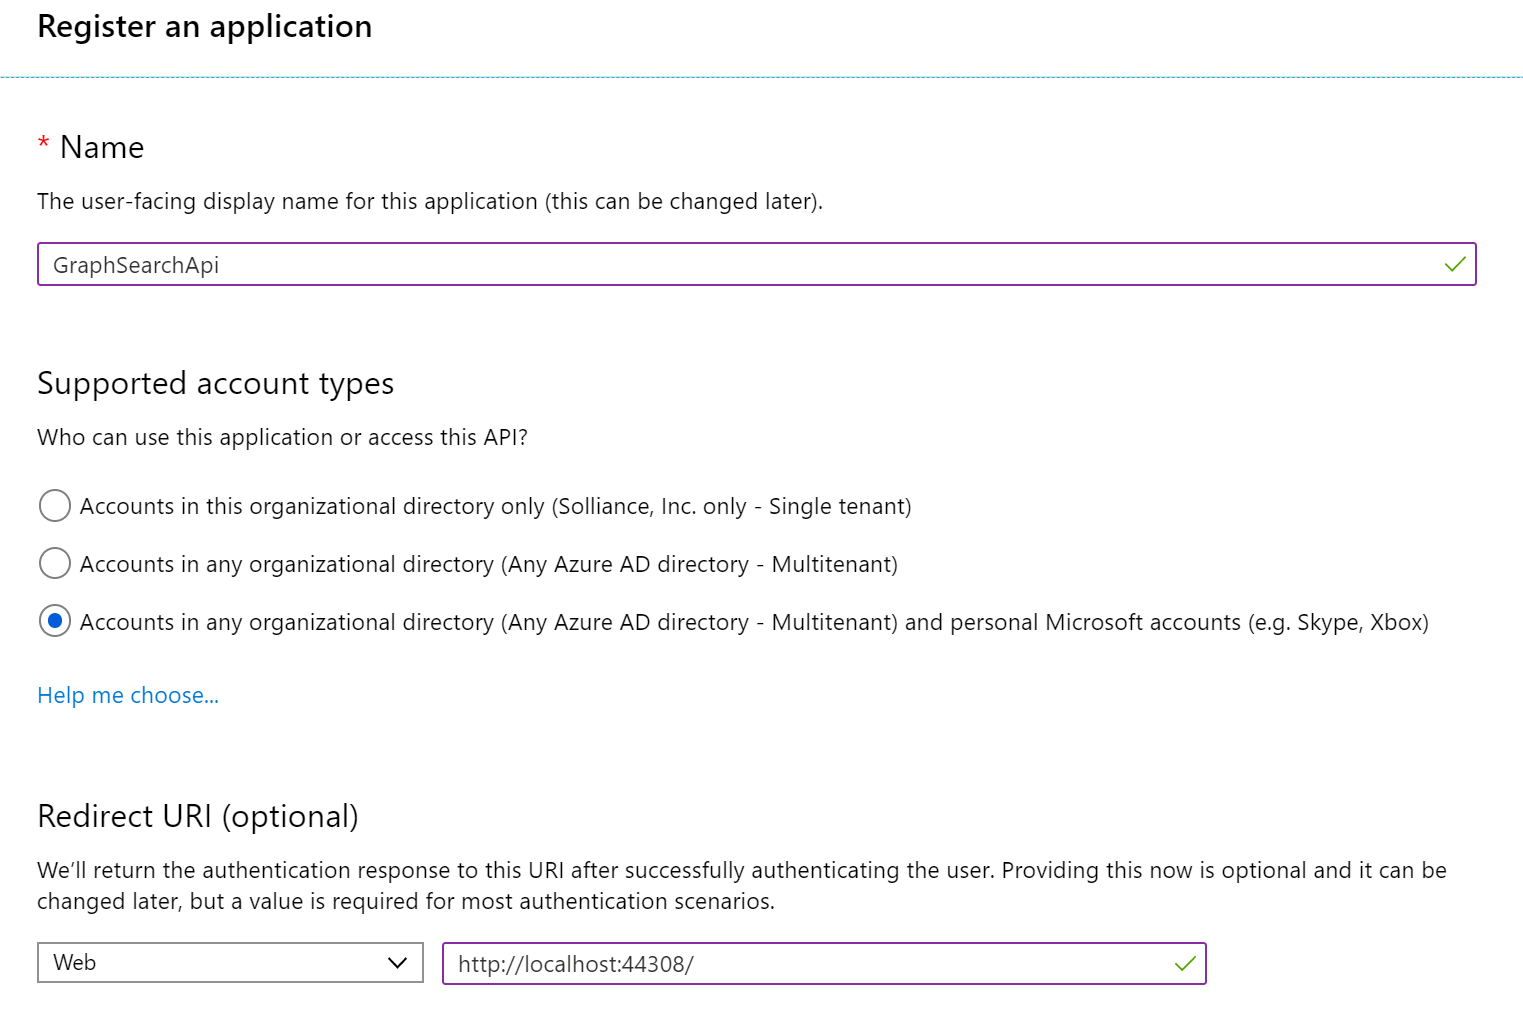 Register an application
* Name
The user-facing display name for this application (this can be changed later).
GraphSearchApi
Supported account types
Who can use this application or access this API?
Accounts in this organizational directory only (Solliance, Inc. only - Single tenant)
Accounts in any organizational directory (Any Azure AD directory - Multitenant)
Accounts in any organizational directory (Any Azure AD directory - Multitenant) and personal Microsoft accounts (e.g. Skype, Xbox)
Help me choose...
Redirect URI (optional)
We’ll return the authentication response to this URI after successfully authenticating the user. Providing this now is optional and it can be
changed later, but a value is required for most authentication scenarios.
Web
http://localhost:44308/